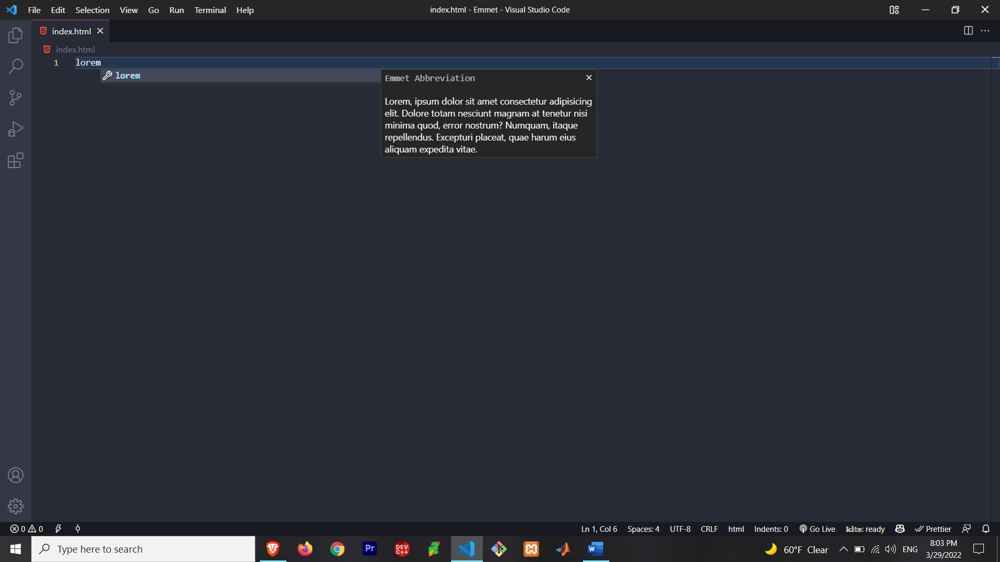 File Edit Selection View Go Run Terminal Help
index.html - Emmet - Visual Studio Code
index.html
index.html
1 lorem
lorem
Emmet Abbreviation
Lorem, ipsum dolor sit amet consectetur adipisicing
elit. Dolore totam nesciunt magnam at tenetur nisi
minima quod, error nostrum? Numquam, itaque
repellendus. Excepturi placeat, quae harum eius
aliquam expedita vitae.
0 0
Ln 1, Col 6 Spaces: 4 UTF-8 CRLF html Indents: 0 Go Live kite: ready Prettier
Type here to search
Pr
DEV
C++
W
60°F Clear
ENG
8:03 PM
3/29/2022